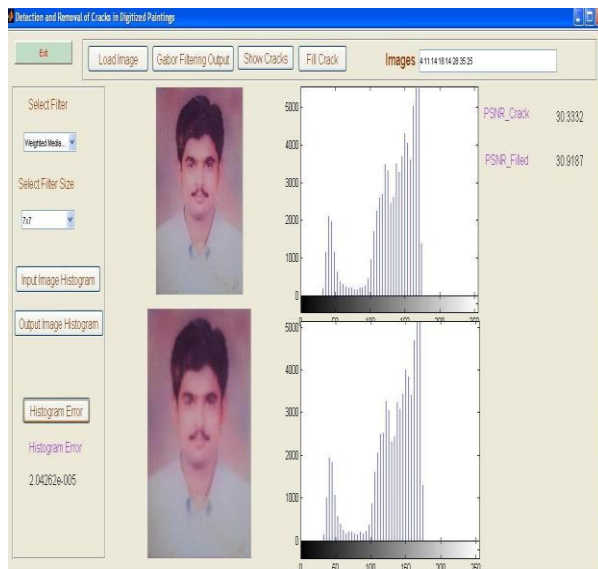 Detection and Removal of Cracks in Digitized Paintings
Exit
Load Image
Gabor Filtering Output
Show Cracks
Fill Crack
Images
Select Filter
Weighted Media...
Select Filter Size
7x7
Input Image Histogram
Output Image Histogram
Histogram Error
Histogram Error
2.04262e-005
5000
4000
3000
2000
1000
0
0 50 100 150 200 250
5000
4000
3000
2000
1000
0
0 50 100 150 200 250
PSNR_Crack 30.3332
PSNR_Filled 30.9187